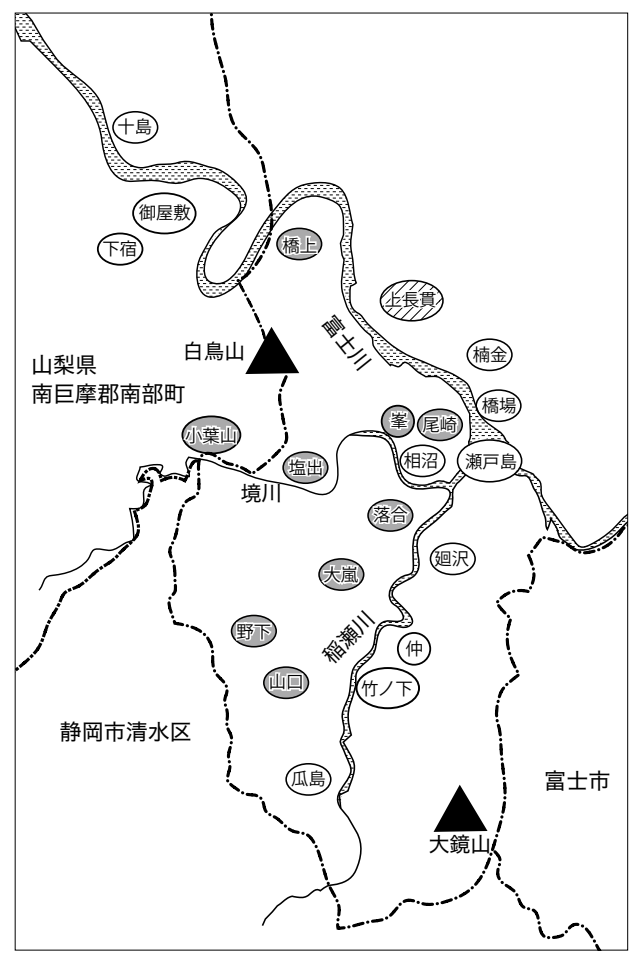 十島
御屋敷
下宿
橋上
上長貫
富士川
白鳥山
楠金
山梨県
南巨摩郡南部町
橋場
峯
尾崎
小葉山
相沼
瀬戸島
塩出
境川
落合
廻沢
大嵐
野下
稲瀬川
仲
山口
竹ノ下
静岡市清水区
瓜島
富士市
大鏡山